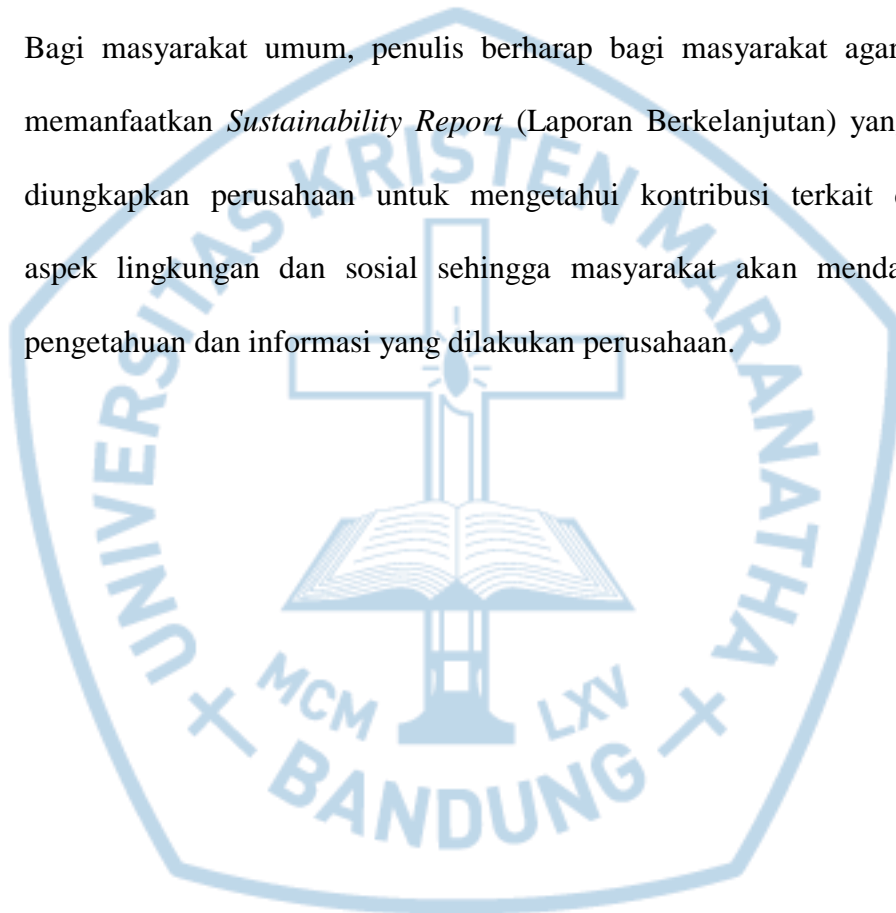 Bagi masyarakat umum, penulis berharap bagi masyarakat agar
memanfaatkan Sustainability Report (Laporan Berkelanjutan)
diungkapkan perusahaan untuk mengetahui kontribusi terkait
aspek lingkungan dan sosial sehingga masyarakat akan
pengetahuan dan informasi yang dilakukan perusahaan.
UNIVERSITAS KRISTEN MARANATHA
MCM LXV
BANDUNG